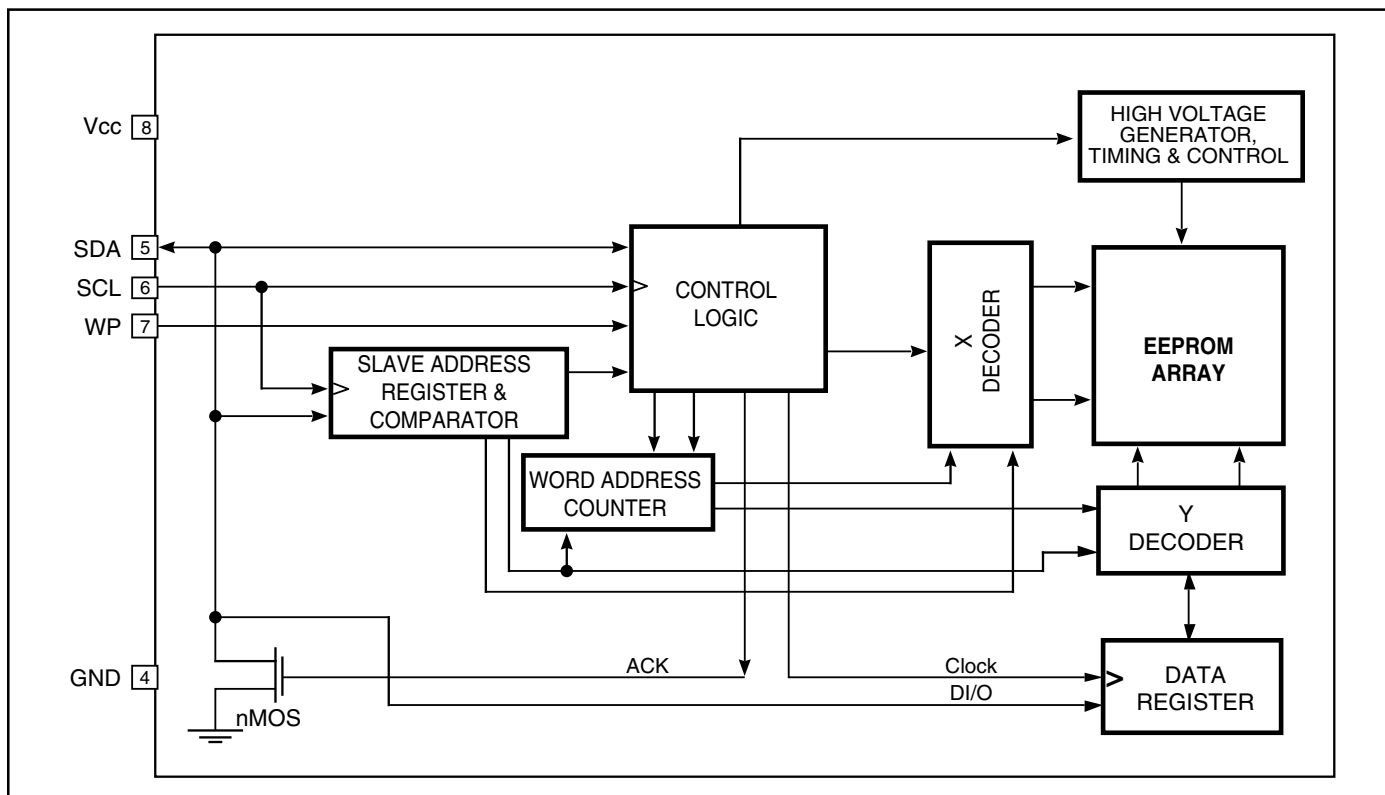 HIGH VOLTAGE
GENERATOR,
TIMING & CONTROL
Vcc 8
SDA 5
SCL 6
WP 7
CONTROL
LOGIC
X
DECODER
EEPROM
ARRAY
SLAVE ADDRESS
REGISTER &
COMPARATOR
WORD ADDRESS
COUNTER
Y
DECODER
GND 4
nMOS
ACK
Clock
DI/O
DATA
REGISTER